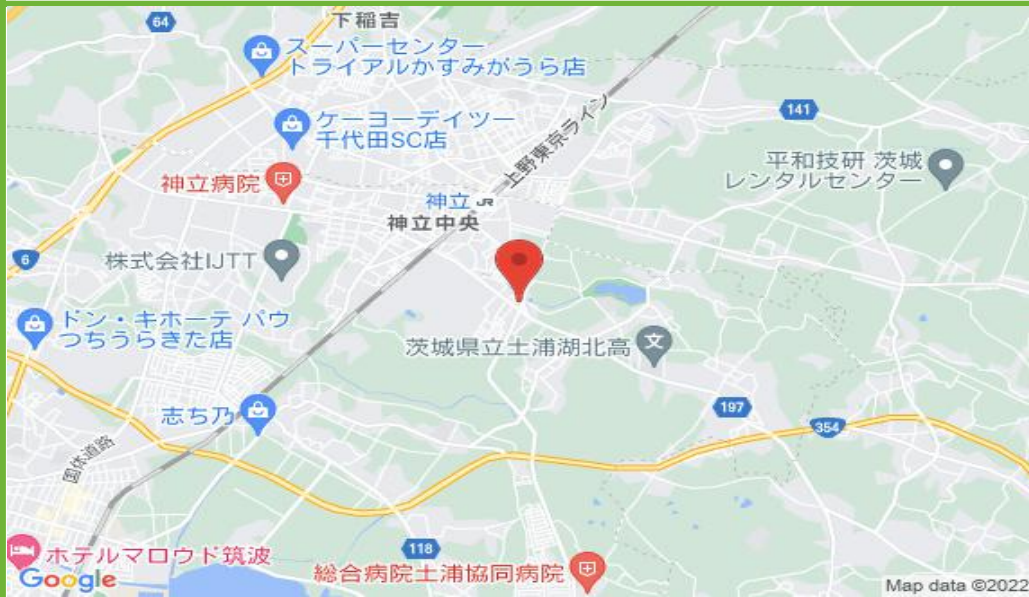 64
下稲吉
スーパーセンター
トライアルかすみがうら店
ケーヨーデイツー
千代田SC店
141
上野東京ライン
平和技研 茨城
レンタルセンター
神立病院
神立 JR
神立中央
6
株式会社IJTT
ドン・キホーテ パウ
つちうらきた店
茨城県立土浦湖北高
文
志ち乃
197
354
国体道路
118
ホテルマロウド筑波
総合病院土浦協同病院
Google
Map data ©2022